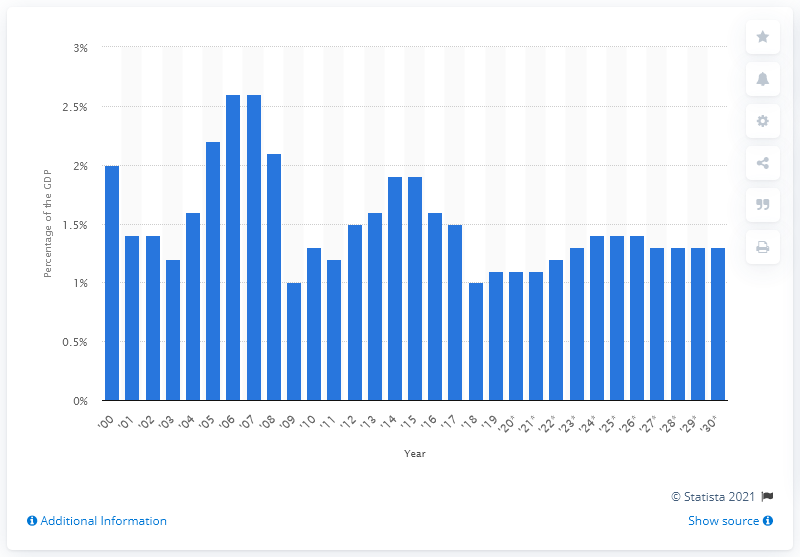 3%
2.5%
2%
1.5%
1%
0.5%
0%
Percentage of the GDP
'00 '01 '02 '03 '04 '05 '06 '07 '08 '09 '10 '11 '12 '13 '14 '15 '16 '17 '18 '19 '20* '21* '22* '23* '24* '25* '26* '27* '28* '29* '30*
Year
© Statista 2021
Additional Information
Show source